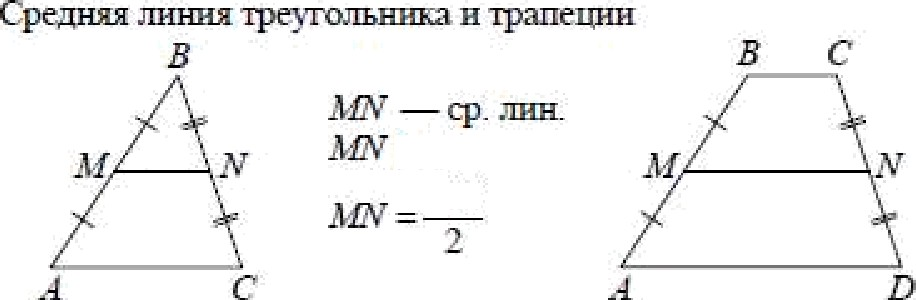 Средняя линия треугольника и трапеции
B
MN — ср. лин.
MN
MN = ―
2
M N
A C
B C
M N
A D